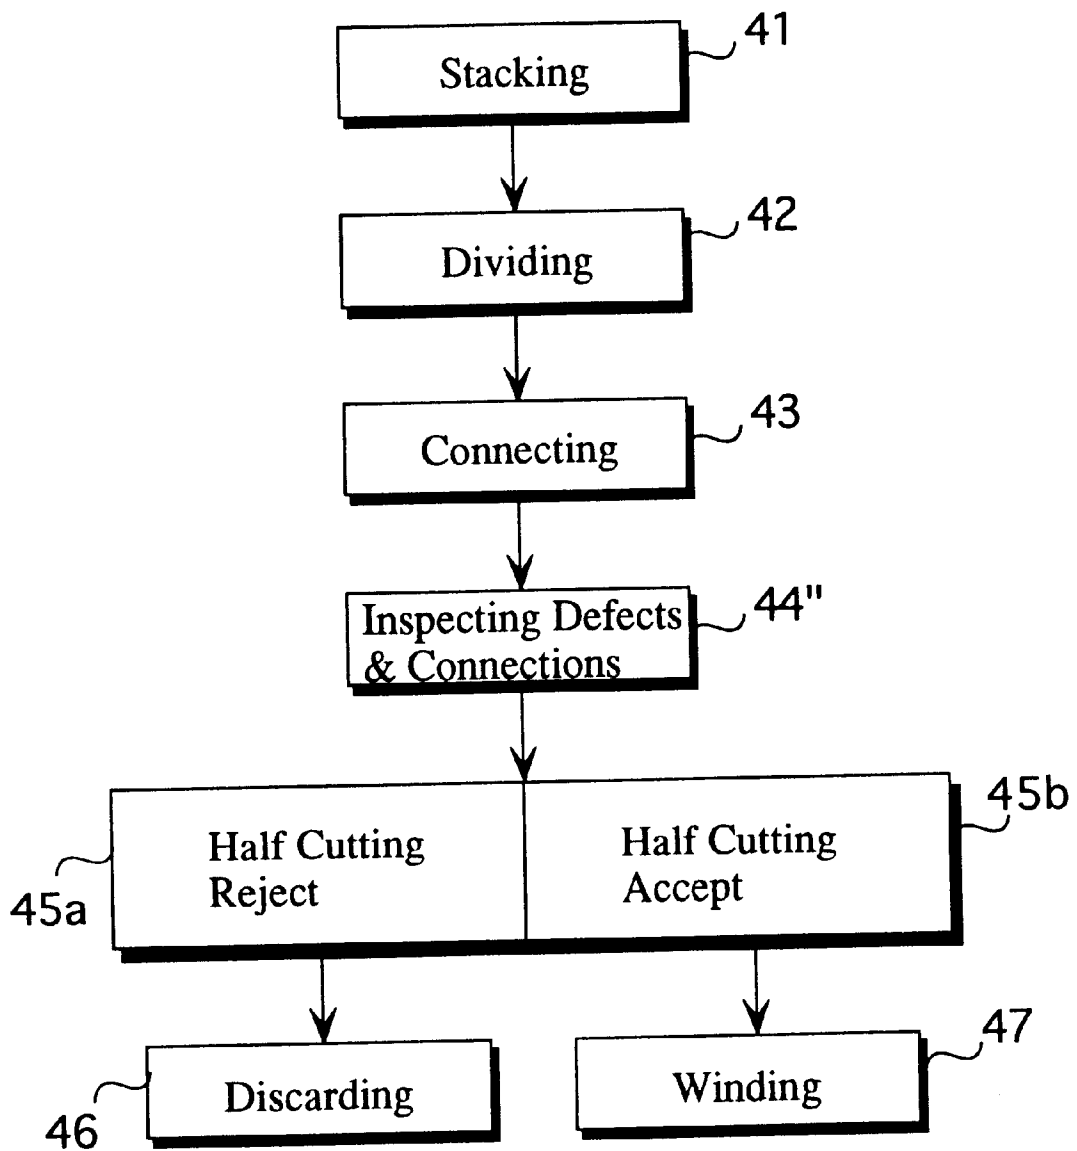 41
Stacking
42
Dividing
43
Connecting
44"
Inspecting Defects
& Connections
45b
Half Cutting
Reject
Half Cutting
Accept
45a
47
Discarding
Winding
46